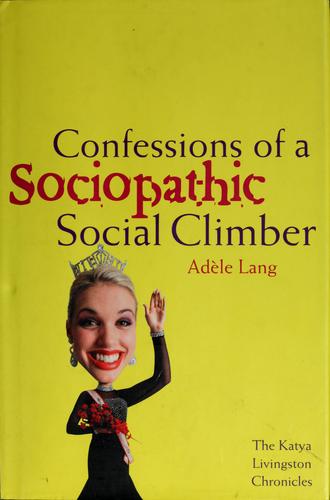 Confessions of a
Sociopathic
Social Climber
Adèle Lang
The Katya
Livingston
Chronicles